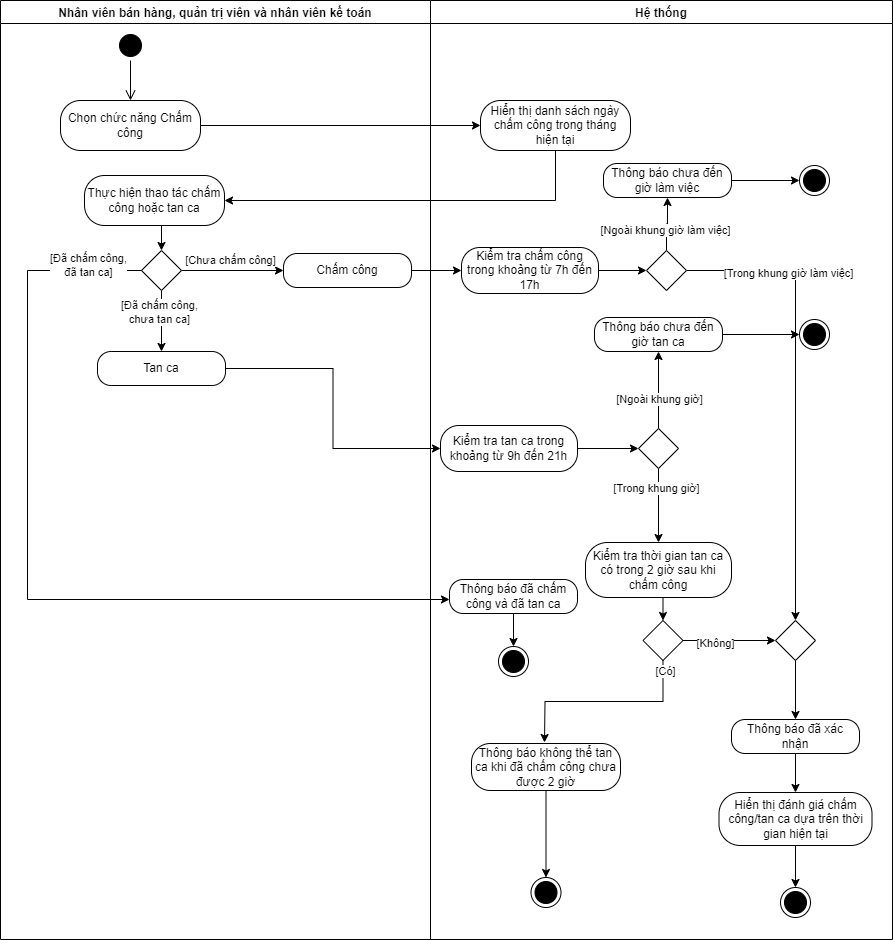 Nhân viên bán hàng, quản trị viên và nhân viên kế toán
Hệ thống
Chọn chức năng Chấm
công
Hiển thị danh sách ngày
chấm công trong tháng
hiện tại
Thực hiện thao tác chấm
công hoặc tan ca
Thông báo chưa đến
giờ làm việc
[Ngoài khung giờ làm việc]
[Đã chấm công,
đã tan ca]
[Chưa chấm công]
Chấm công
Kiểm tra chấm công
trong khoảng từ 7h đến
17h
[Trong khung giờ làm việc]
[Đã chấm công,
chưa tan ca]
Thông báo chưa đến
giờ tan ca
Tan ca
[Ngoài khung giờ]
Kiểm tra tan ca trong
khoảng từ 9h đến 21h
[Trong khung giờ]
Kiểm tra thời gian tan ca
có trong 2 giờ sau khi
chấm công
Thông báo đã chấm
công và đã tan ca
[Không]
[Có]
Thông báo đã xác
nhận
Thông báo không thể tan
ca khi đã chấm công chưa
được 2 giờ
Hiển thị đánh giá chấm
công/tan ca dựa trên thời
gian hiện tại